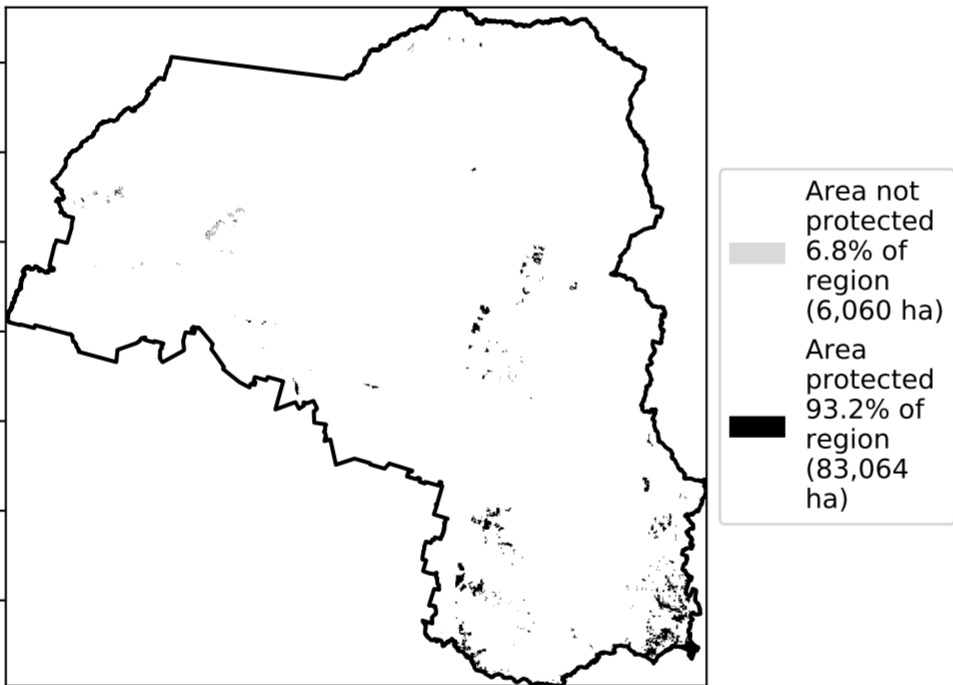 Area not
protected
6.8% of
region
(6,060 ha)
Area
protected
93.2% of
region
(83,064
ha)